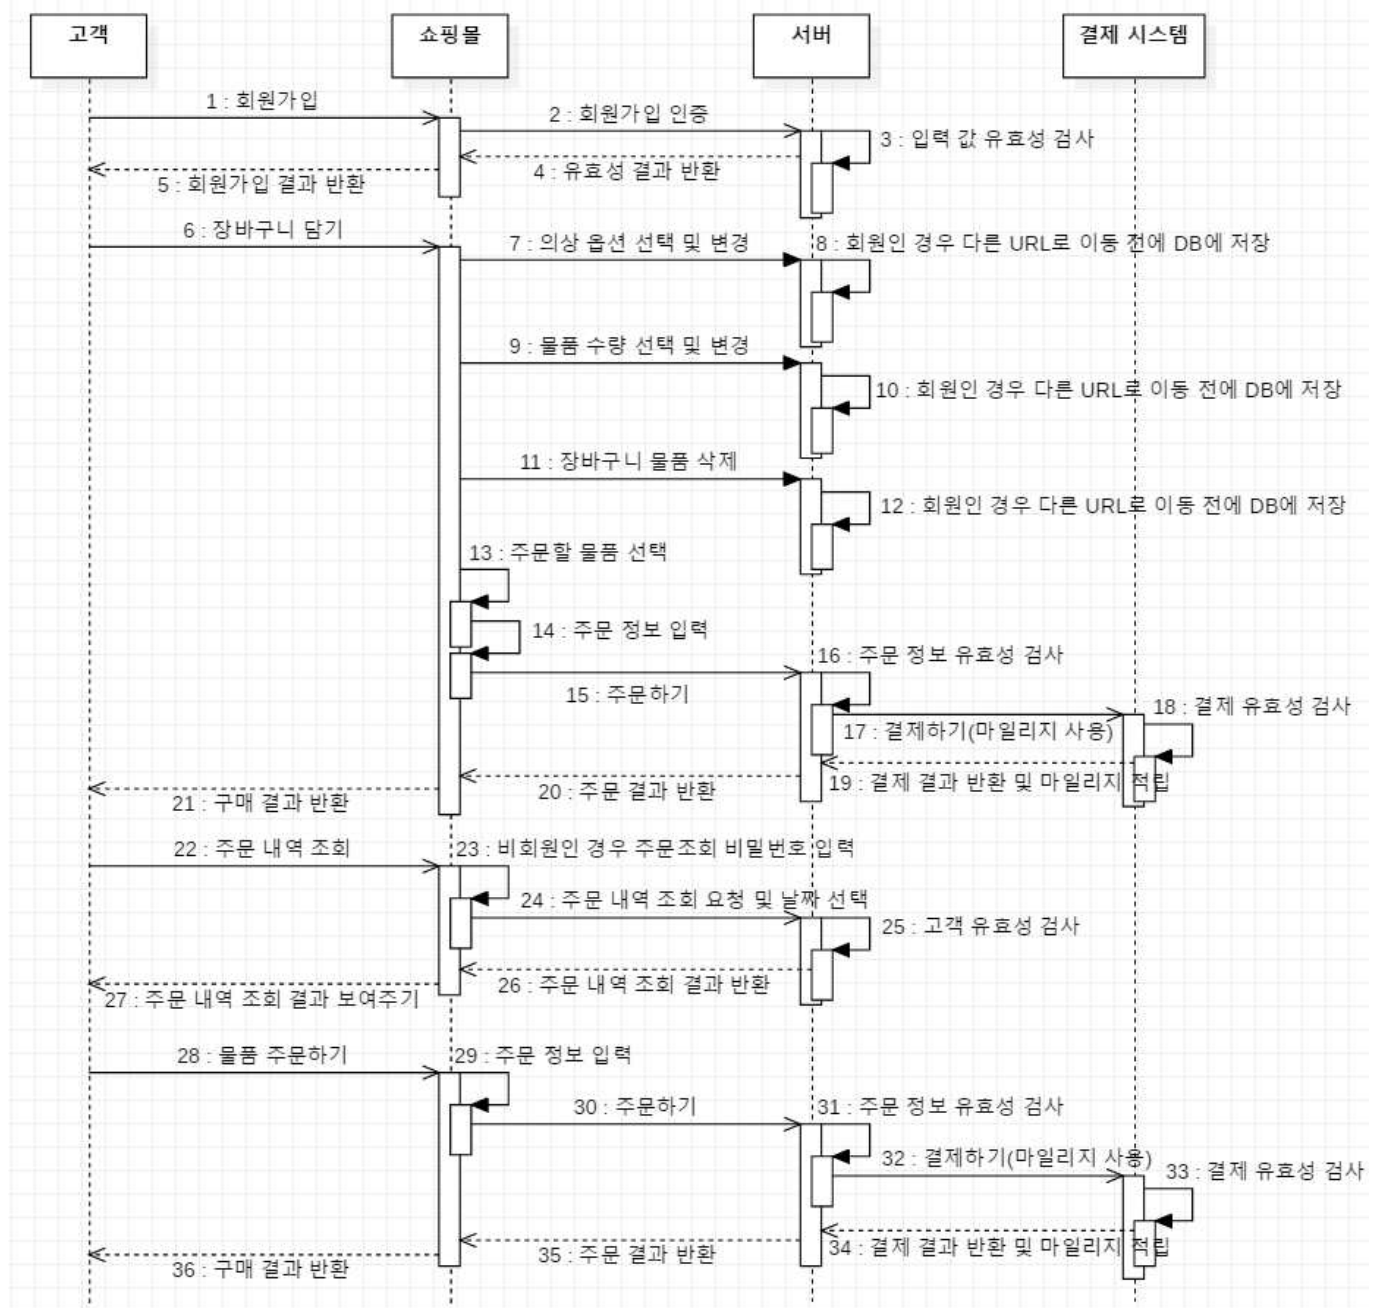 고객
쇼핑몰
서버
결제 시스템
1 : 회원가입
2 : 회원가입 인증
3 : 입력 값 유효성 검사
4 : 유효성 결과 반환
5 : 회원가입 결과 반환
6 : 장바구니 담기
7 : 의상 옵션 선택 및 변경
8 : 회원인 경우 다른 URL로 이동 전에 DB에 저장
9 : 물품 수량 선택 및 변경
10 : 회원인 경우 다른 URL로 이동 전에 DB에 저장
11 : 장바구니 물품 삭제
12 : 회원인 경우 다른 URL로 이동 전에 DB에 저장
13 : 주문할 물품 선택
14 : 주문 정보 입력
15 : 주문하기
16 : 주문 정보 유효성 검사
17 : 결제하기(마일리지 사용)
18 : 결제 유효성 검사
19 : 결제 결과 반환 및 마일리지 적립
20 : 주문 결과 반환
21 : 구매 결과 반환
22 : 주문 내역 조회
23 : 비회원인 경우 주문조회 비밀번호 입력
24 : 주문 내역 조회 요청 및 날짜 선택
25 : 고객 유효성 검사
26 : 주문 내역 조회 결과 반환
27 : 주문 내역 조회 결과 보여주기
28 : 물품 주문하기
29 : 주문 정보 입력
30 : 주문하기
31 : 주문 정보 유효성 검사
32 : 결제하기(마일리지 사용)
33 : 결제 유효성 검사
34 : 결제 결과 반환 및 마일리지 적립
35 : 주문 결과 반환
36 : 구매 결과 반환